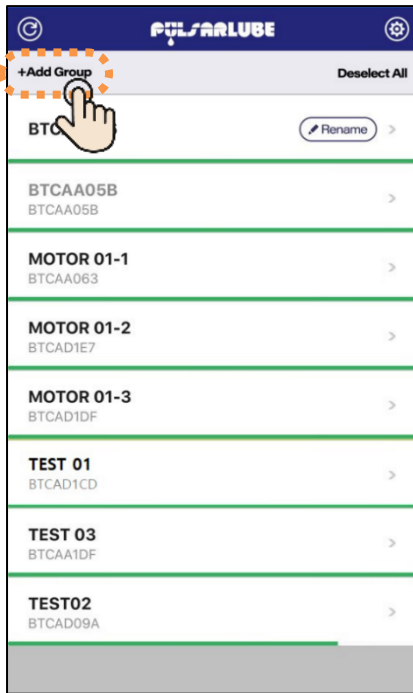 PULSARLUBE
+Add Group
Deselect All
Rename
BTCAA05B
BTCAA05B
MOTOR 01-1
BTCAA063
MOTOR 01-2
BTCAD1E7
MOTOR 01-3
BTCAD1DF
TEST 01
BTCAD1CD
TEST 03
BTCAA1DF
TEST02
BTCAD09A